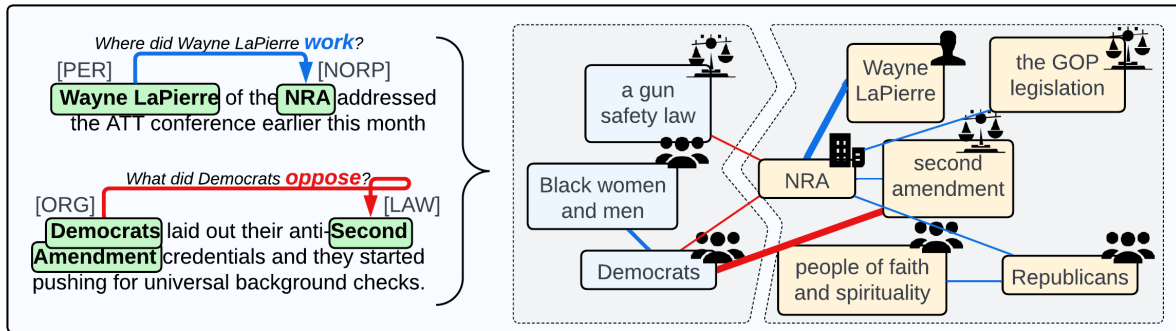 Where did Wayne LaPierre work?
[PER]
[NORP]
Wayne LaPierre of the NRA addressed
the ATT conference earlier this month
What did Democrats oppose?
[ORG]
[LAW]
Democrats laid out their anti-Second
Amendment credentials and they started
pushing for universal background checks.
a gun
safety law
Black women
and men
Democrats
Wayne
LaPierre
the GOP
legislation
NRA
second
amendment
people of faith
and spirituality
Republicans